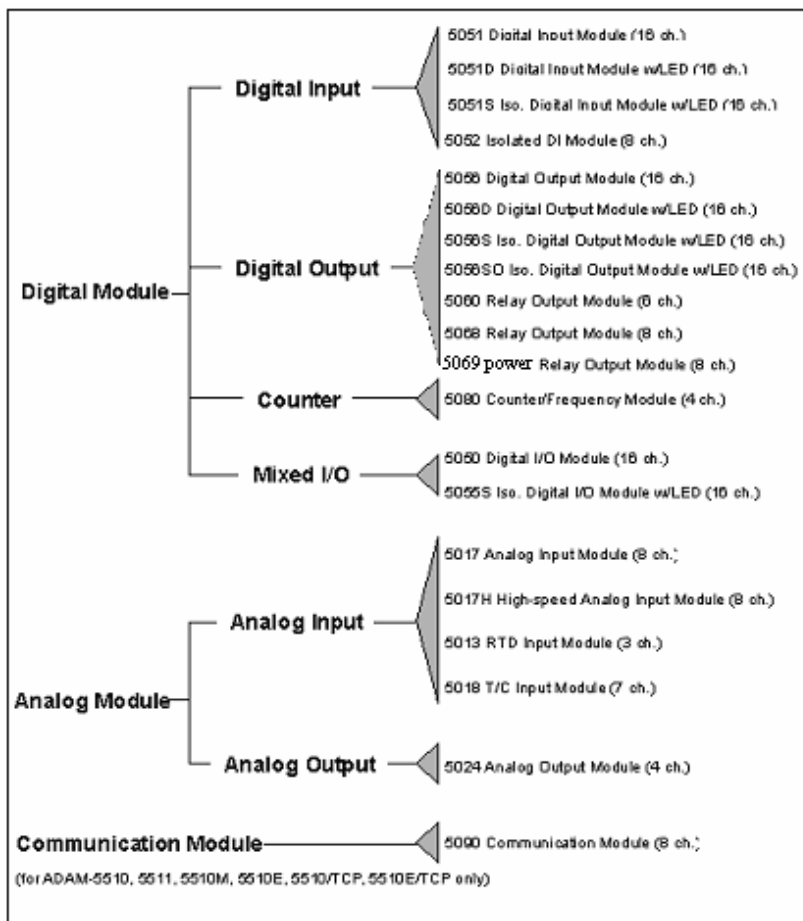 5051 Digital Input Module (16 ch.)
5051D Digital Input Module w/LED (16 ch.)
Digital Input
5051S Iso. Digital Input Module w/LED (16 ch.)
5052 Isolated DI Module (8 ch.)
5056 Digital Output Module (16 ch.)
5056D Digital Output Module w/LED (16 ch.)
5056S Iso. Digital Output Module w/LED (16 ch.)
Digital Output
5056SO Iso. Digital Output Module w/LED (16 ch.)
Digital Module
5060 Relay Output Module (6 ch.)
5068 Relay Output Module (8 ch.)
5069 power Relay Output Module (8 ch.)
Counter
5080 Counter/Frequency Module (4 ch.)
5050 Digital I/O Module (16 ch.)
Mixed I/O
5055S Iso. Digital I/O Module w/LED (16 ch.)
5017 Analog Input Module (8 ch.)
5017H High-speed Analog Input Module (8 ch.)
Analog Input
5013 RTD Input Module (3 ch.)
5018 T/C Input Module (7 ch.)
Analog Module
Analog Output
5024 Analog Output Module (4 ch.)
Communication Module
5090 Communication Module (8 ch.)
(for ADAM-5510, 5511, 5510M, 5510E, 5510/TCP, 5510E/TCP only)